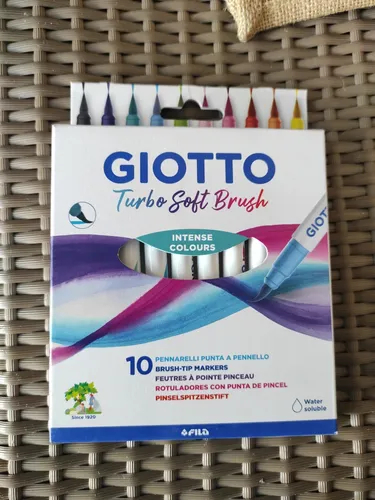 GIOTTO
Turbo Soft Brush
INTENSE
COLOURS
GIOTTO
10 PENNARELLI PUNTA A PENNELLO
BRUSH-TIP MARKERS
FEUTRES À POINTE PINCEAU
ROTULADORES CON PUNTA DE PINCEL
PINSELSPITZENSTIFT
Since 1920
Water
soluble
FILA